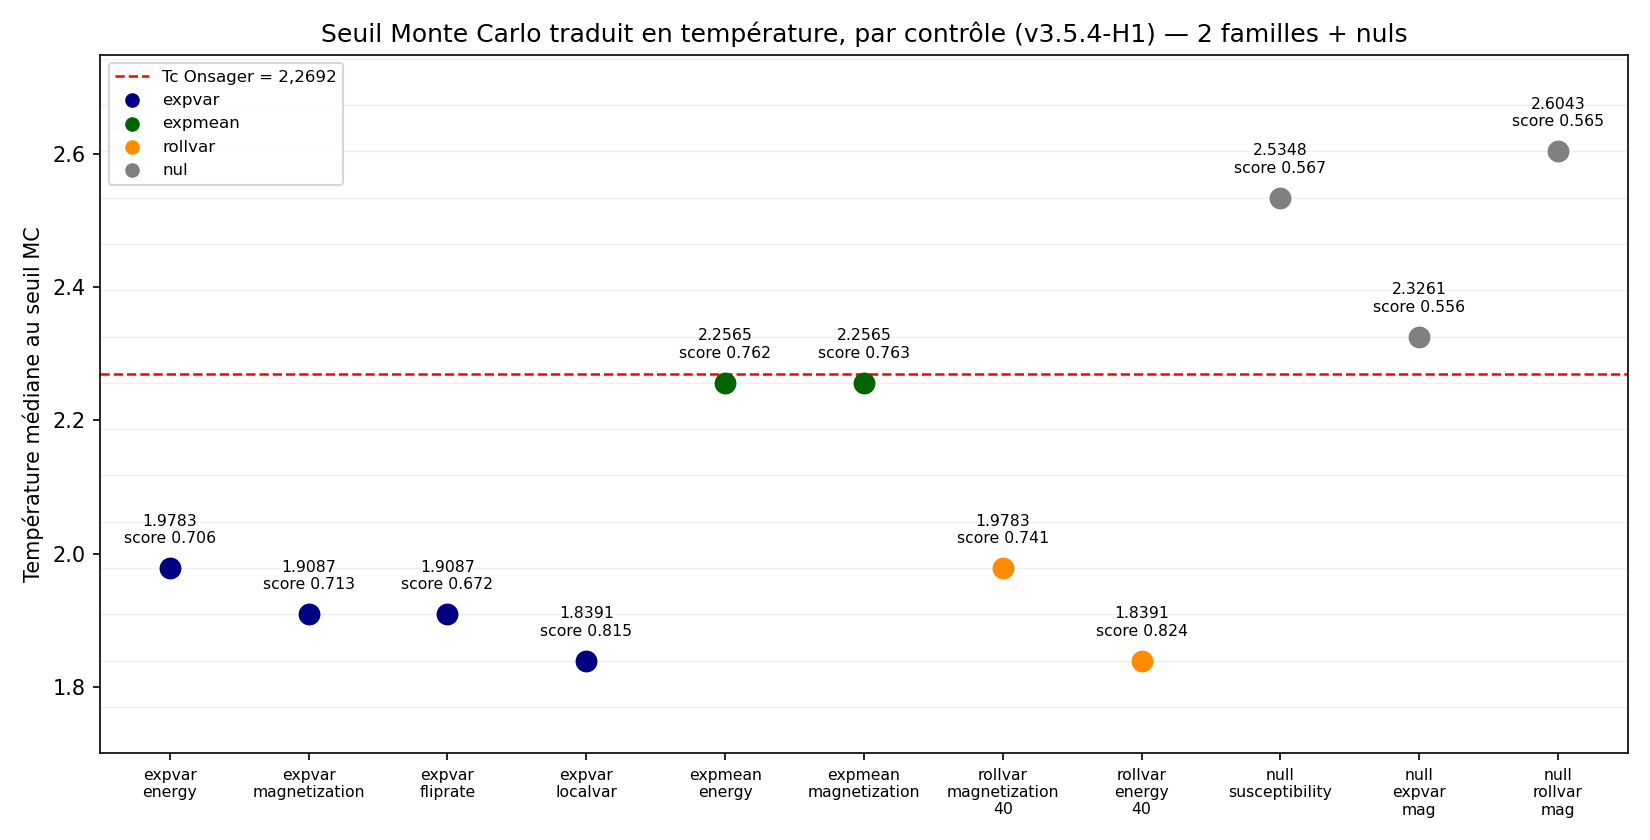 Seuil Monte Carlo traduit en température, par contrôle (v3.5.4-H1) — 2 familles + nuls
Tc Onsager = 2,2692
expvar
expmean
rollvar
nul
Température médiane au seuil MC
2.6
2.4
2.2
2.0
1.8
1.9783
score 0.706
1.9087
score 0.713
1.9087
score 0.672
1.8391
score 0.815
2.2565
score 0.762
2.2565
score 0.763
1.9783
score 0.741
1.8391
score 0.824
2.5348
score 0.567
2.3261
score 0.556
2.6043
score 0.565
expvar
energy
expvar
magnetization
expvar
fliprate
expvar
localvar
expmean
energy
expmean
magnetization
rollvar
magnetization
40
rollvar
energy
40
null
susceptibility
null
expvar
mag
null
rollvar
mag